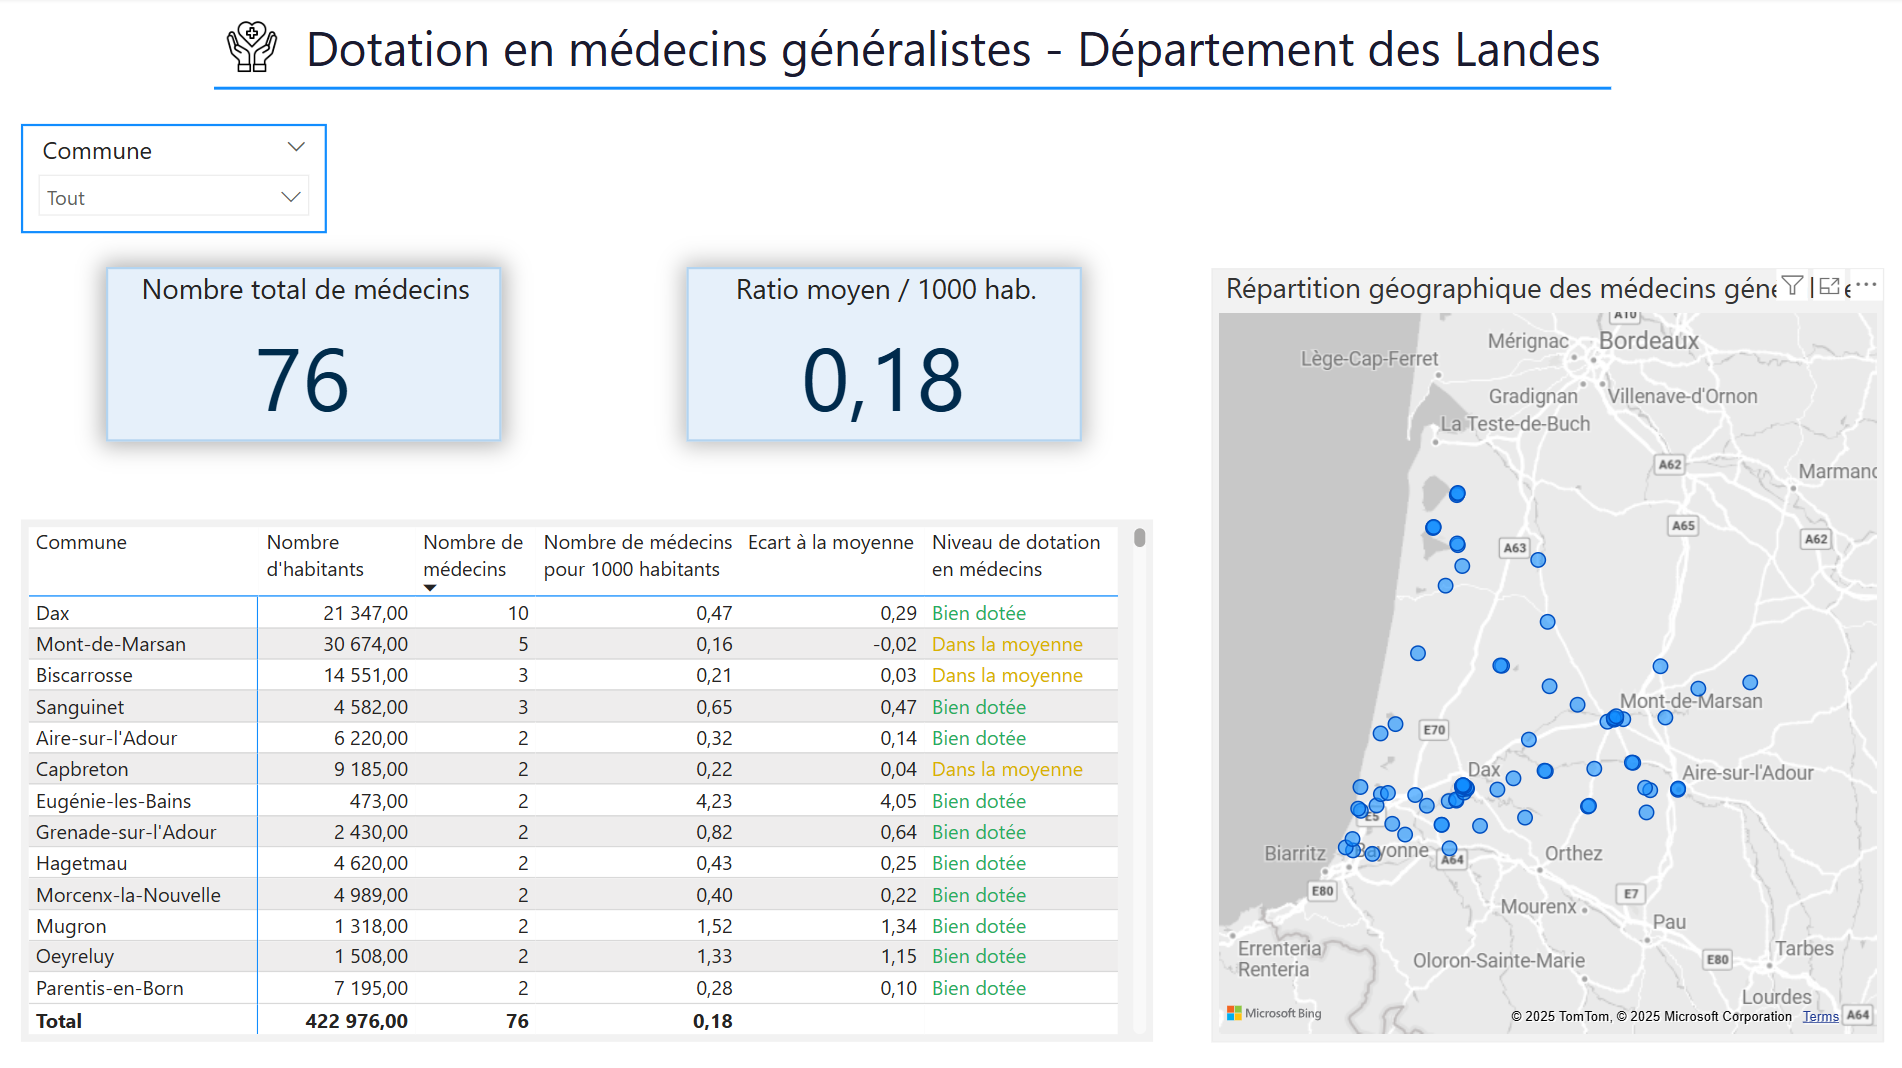 Dotation en médecins généralistes - Département des Landes
Commune
Tout
Nombre total de médecins
76
Ratio moyen / 1000 hab.
0,18
Commune Nombre d'habitants Nombre de médecins Nombre de médecins pour 1000 habitants Ecart à la moyenne Niveau de dotation en médecins
Dax 21 347,00 10 0,47 0,29 Bien dotée
Mont-de-Marsan 30 674,00 5 0,16 -0,02 Dans la moyenne
Biscarrosse 14 551,00 3 0,21 0,03 Dans la moyenne
Sanguinet 4 582,00 3 0,65 0,47 Bien dotée
Aire-sur-l'Adour 6 220,00 2 0,32 0,14 Bien dotée
Capbreton 9 185,00 2 0,22 0,04 Dans la moyenne
Eugénie-les-Bains 473,00 2 4,23 4,05 Bien dotée
Grenade-sur-l'Adour 2 430,00 2 0,82 0,64 Bien dotée
Hagetmau 4 620,00 2 0,43 0,25 Bien dotée
Morcenx-la-Nouvelle 4 989,00 2 0,40 0,22 Bien dotée
Mugron 1 318,00 2 1,52 1,34 Bien dotée
Oeyreluy 1 508,00 2 1,33 1,15 Bien dotée
Parentis-en-Born 7 195,00 2 0,28 0,10 Bien dotée
Total 422 976,00 76 0,18
Répartition géographique des médecins gén
A10
Mérignac
Bordeaux
Lège-Cap-Ferret
Gradignan
Villenave-d'Ornon
La Teste-de-Buch
A62
Marmand
A65
A62
A63
Mont-de-Marsan
E70
Dax
Aire-sur-l'Adour
E5
Biarritz
Bayonne
A64
Orthez
E80
E7
Mourenx
Pau
Errenteria
Renteria
Oloron-Sainte-Marie
E80
Tarbes
Lourdes
Microsoft Bing
© 2025 TomTom, © 2025 Microsoft Corporation Terms
A64